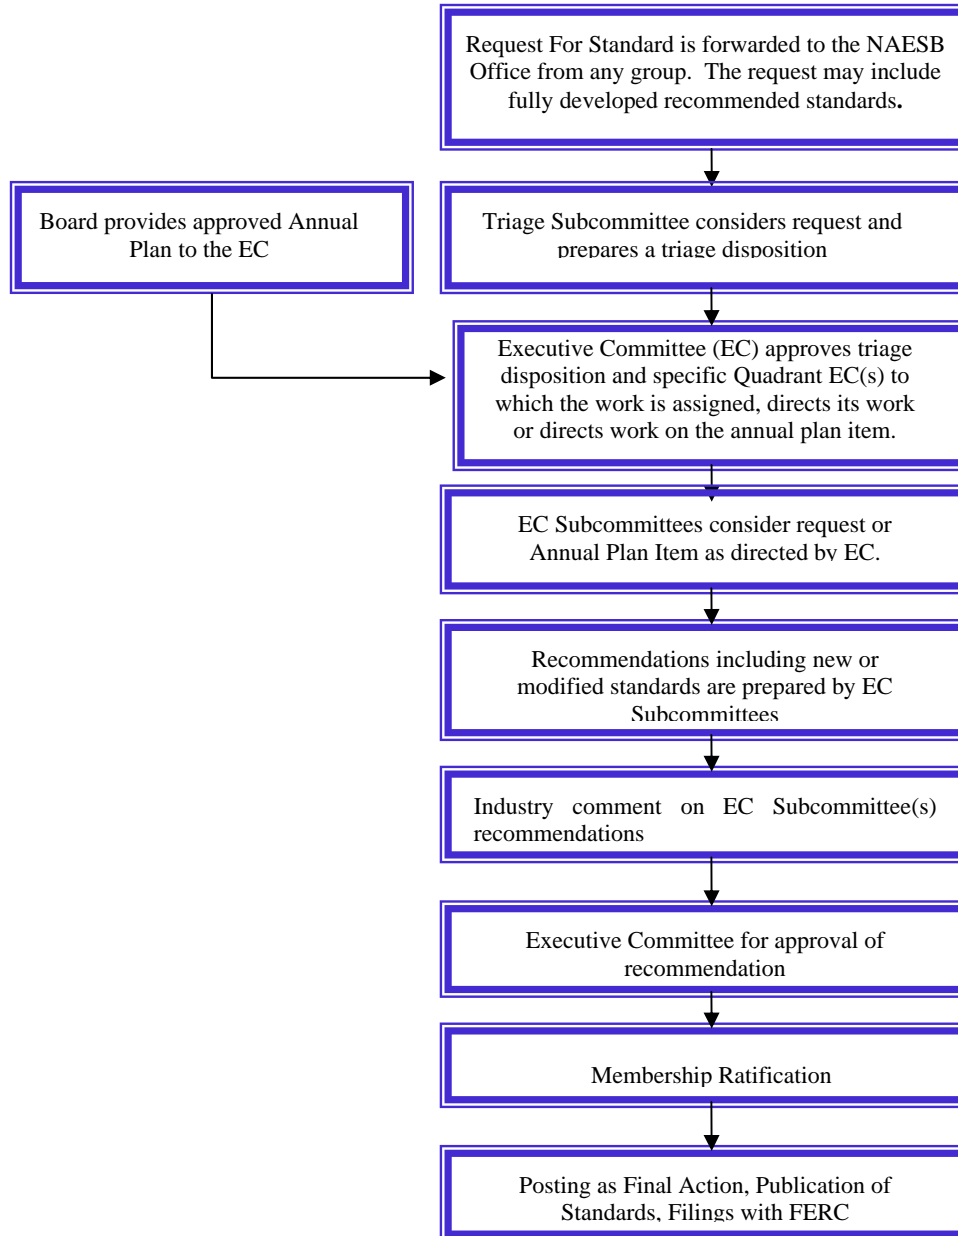 Request For Standard is forwarded to the NAESB
Office from any group. The request may include
fully developed recommended standards.
Board provides approved Annual
Plan to the EC
Triage Subcommittee considers request and
prepares a triage disposition
Executive Committee (EC) approves triage
disposition and specific Quadrant EC(s) to
which the work is assigned, directs its work
or directs work on the annual plan item.
EC Subcommittees consider request or
Annual Plan Item as directed by EC.
Recommendations including new or
modified standards are prepared by EC
Subcommittees
Industry comment on EC Subcommittee(s)
recommendations
Executive Committee for approval of
recommendation
Membership Ratification
Posting as Final Action, Publication of
Standards, Filings with FERC